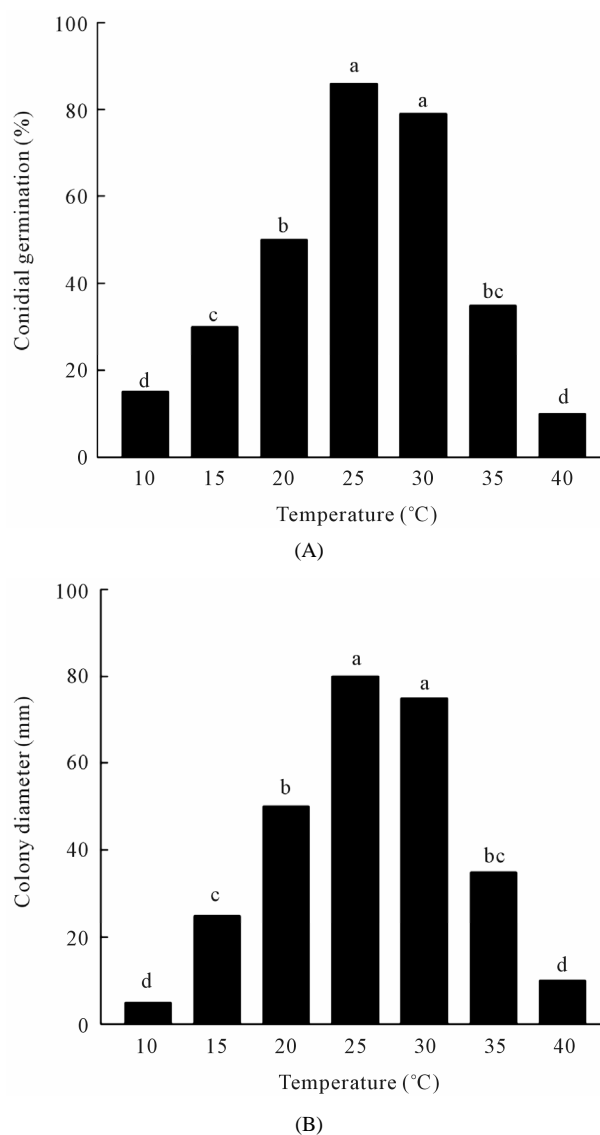 100
80
60
40
20
0
Conidial germination (%)
d
c
b
a
a
bc
d
10 15 20 25 30 35 40
Temperature (°C)
(A)
100
80
60
40
20
0
Colony diameter (mm)
d
c
b
a
a
bc
d
10 15 20 25 30 35 40
Temperature (°C)
(B)